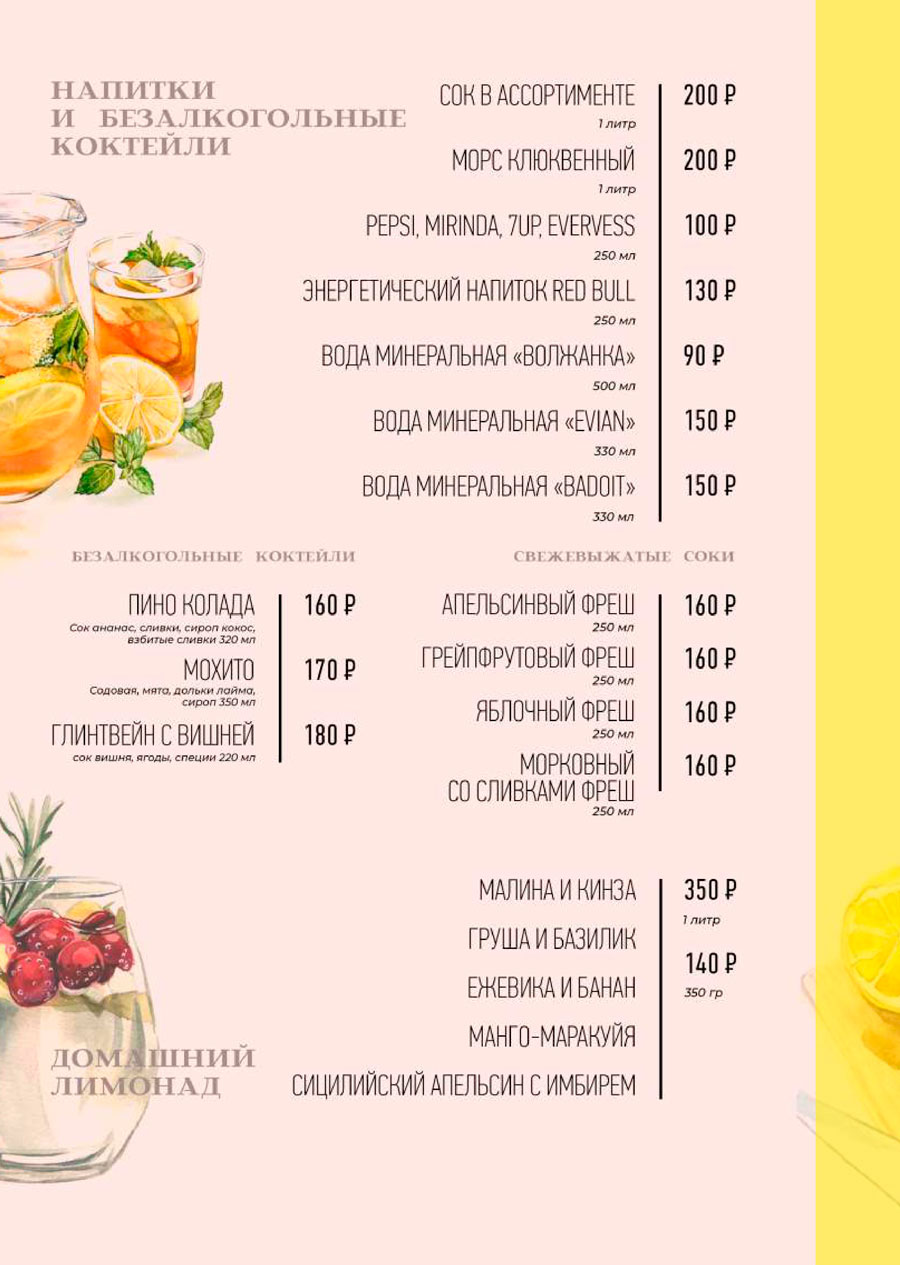 НАПИТКИ
И БЕЗАЛКОГОЛЬНЫЕ
КОКТЕЙЛИ
СОК В АССОРТИМЕНТЕ 200 ₽
1 литр
МОРС КЛЮКВЕННЫЙ 200 ₽
1 литр
PEPSI, MIRINDA, 7UP, EVERVESS 100 ₽
250 мл
ЭНЕРГЕТИЧЕСКИЙ НАПИТОК RED BULL 130 ₽
250 мл
ВОДА МИНЕРАЛЬНАЯ «ВОЛЖАНКА» 90 ₽
500 мл
ВОДА МИНЕРАЛЬНАЯ «EVIAN» 150 ₽
330 мл
ВОДА МИНЕРАЛЬНАЯ «BADOIT» 150 ₽
330 мл
БЕЗАЛКОГОЛЬНЫЕ КОКТЕЙЛИ
ПИНО КОЛАДА 160 ₽
Сок ананас, сливки, сироп кокос,
взбитые сливки 320 мл
МОХИТО 170 ₽
Содовая, мята, дольки лайма,
сироп 350 мл
ГЛИНТВЕЙН С ВИШНЕЙ 180 ₽
сок вишня, ягоды, специи 220 мл
СВЕЖЕВЫЖАТЫЕ СОКИ
АПЕЛЬСИНВЫЙ ФРЕШ 160 ₽
250 мл
ГРЕЙПФРУТОВЫЙ ФРЕШ 160 ₽
250 мл
ЯБЛОЧНЫЙ ФРЕШ 160 ₽
250 мл
МОРКОВНЫЙ 160 ₽
СО СЛИВКАМИ ФРЕШ
250 мл
ДОМАШНИЙ
ЛИМОНАД
МАЛИНА И КИНЗА 350 ₽
1 литр
ГРУША И БАЗИЛИК
140 ₽
ЕЖЕВИКА И БАНАН 350 гр
МАНГО-МАРАКУЙЯ
СИЦИЛИЙСКИЙ АПЕЛЬСИН С ИМБИРЕМ